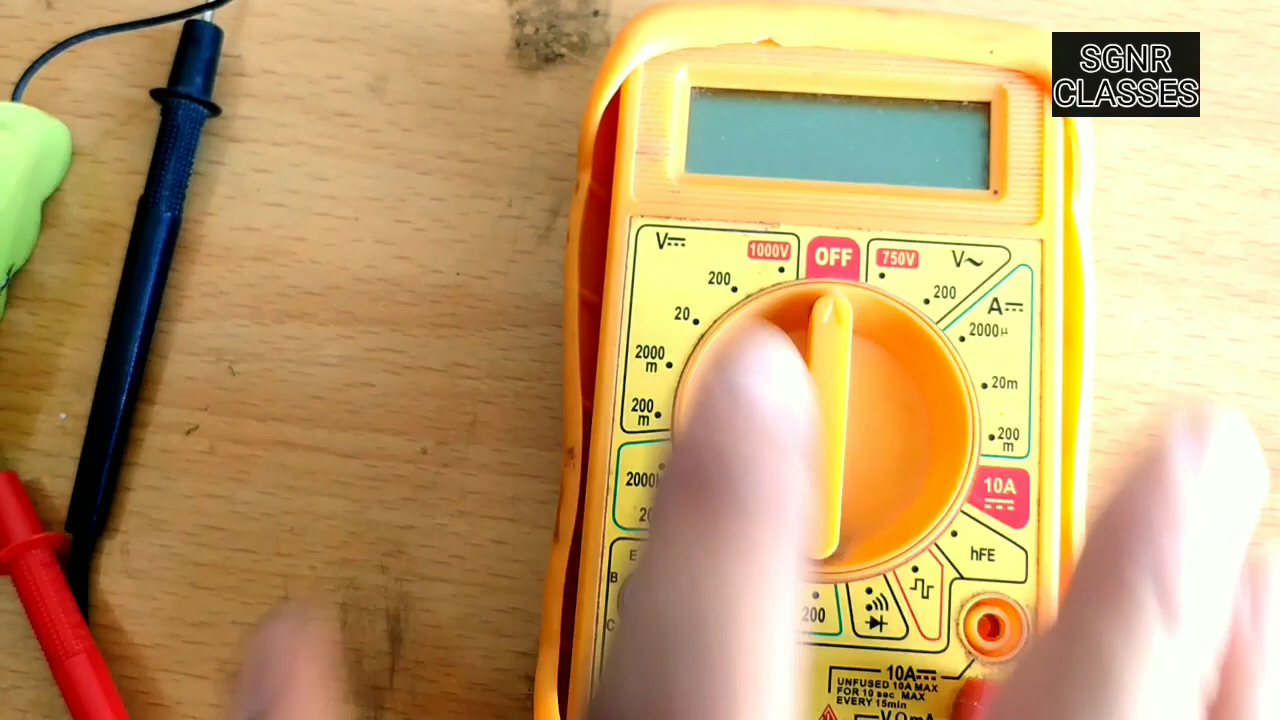 SGNR
CLASSES
V
1000V
OFF
750V
V~
200
200
A
20
2000µ
2000
m
20m
200
m
200
m
10A
hFE
E
B
C
200
10A
UNFUSED 10A MAX
FOR 10 sec MAX
EVERY 15min
VΩmA